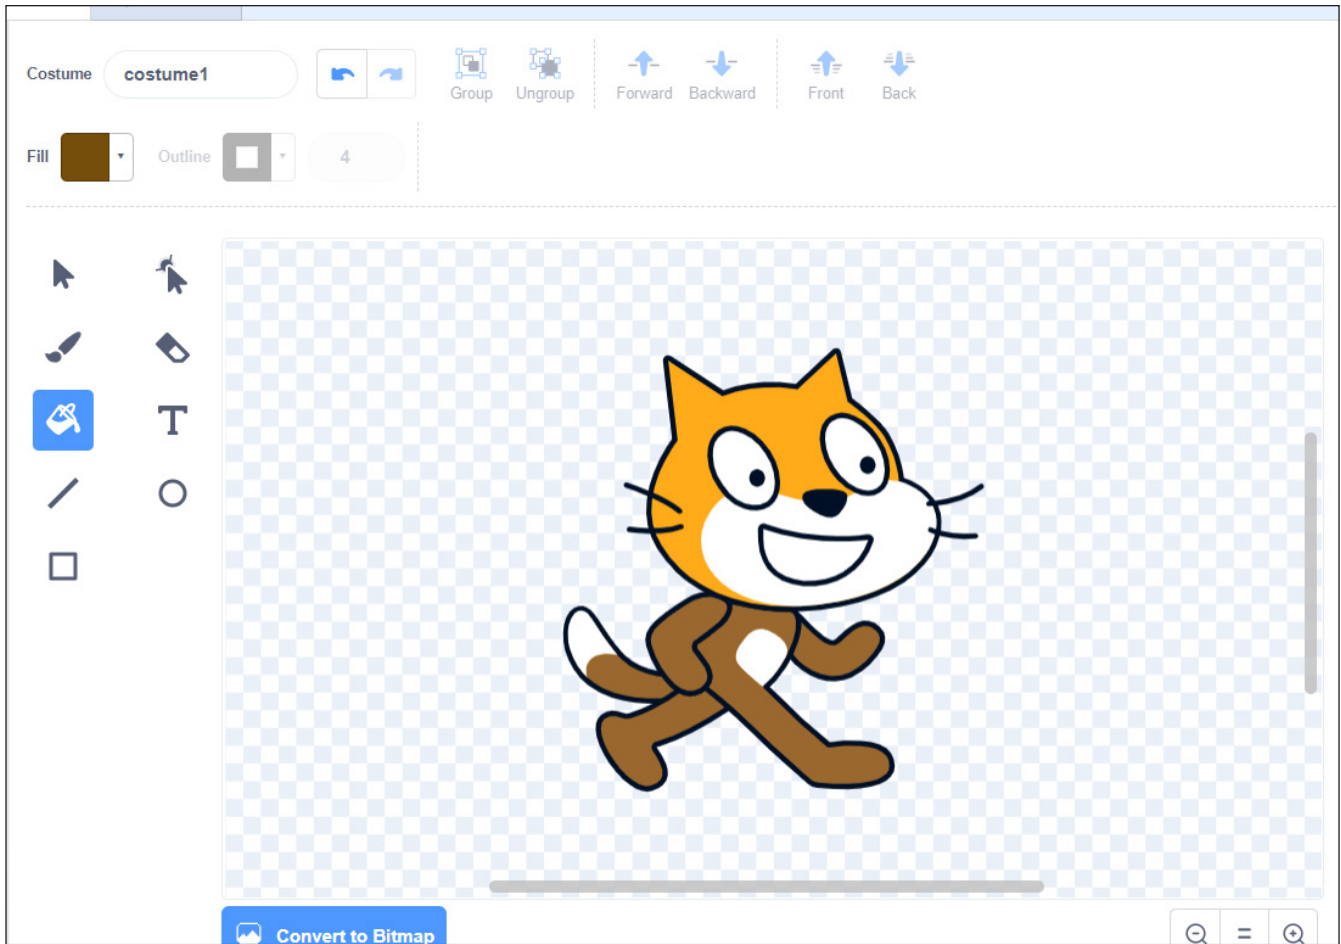 Costume costume1
Group Ungroup Forward Backward Front Back
Fill Outline 4
T
Convert to Bitmap